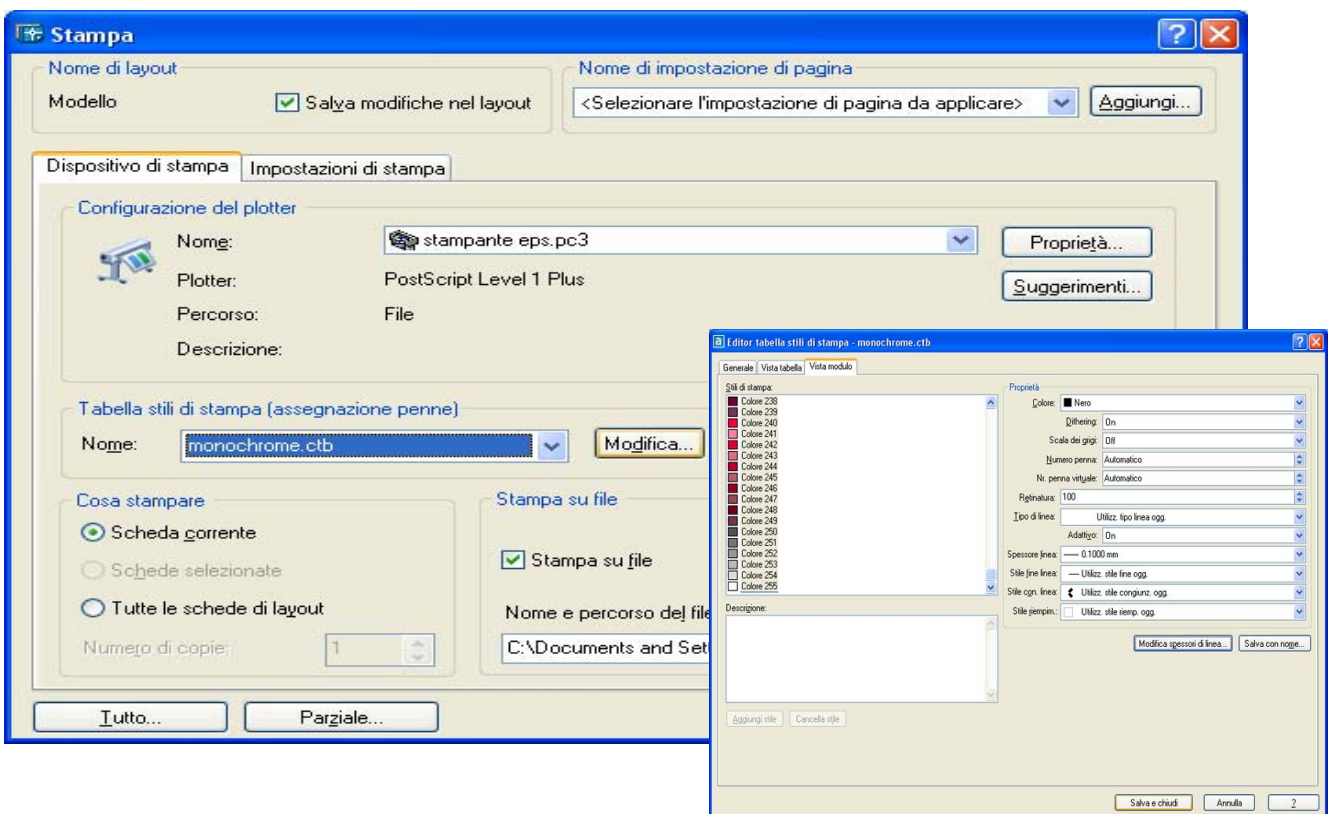 Stampa
Nome di layout
Modello
Salva modifiche nel layout
Nome di impostazione di pagina
<Selezionare l'impostazione di pagina da applicare>
Aggiungi...
Dispositivo di stampa
Impostazioni di stampa
Configurazione del plotter
Nome:
stampante eps.pc3
Proprietà...
Plotter:
PostScript Level 1 Plus
Suggerimenti...
Percorso:
File
Descrizione:
Tabella stili di stampa (assegnazione penne)
Nome:
monochrome.ctb
Modifica...
Cosa stampare
Scheda corrente
Schede selezionate
Tutte le schede di layout
Numero di copie:
1
Stampa su file
Stampa su file
Nome e percorso del file
C:\Documents and Set
Tutto...
Parziale...
Editor tabella stili di stampa - monochrome.ctb
Generale
Vista tabella
Vista modulo
Stili di stampa:
Colore 238
Colore 239
Colore 240
Colore 241
Colore 242
Colore 243
Colore 244
Colore 245
Colore 246
Colore 247
Colore 248
Colore 249
Colore 250
Colore 251
Colore 252
Colore 253
Colore 254
Colore 255
Descrizione:
Aggiungi stile
Cancella stile
Proprietà
Colore:
Nero
Dithering:
On
Scala dei grigi:
Off
Numero penna:
Automatico
Nr. penna virtuale:
Automatico
Retinatura:
100
Tipo di linea:
Utilizz. tipo linea ogg.
Adattivo:
On
Spessore linea:
0.1000 mm
Stile fine linea:
Utilizz. stile fine ogg.
Stile con. linea:
Utilizz. stile congiunz. ogg.
Stile riempim.:
Utilizz. stile riemp. ogg.
Modifica spessori di linea...
Salva con nome...
Salva e chiudi
Annulla
?